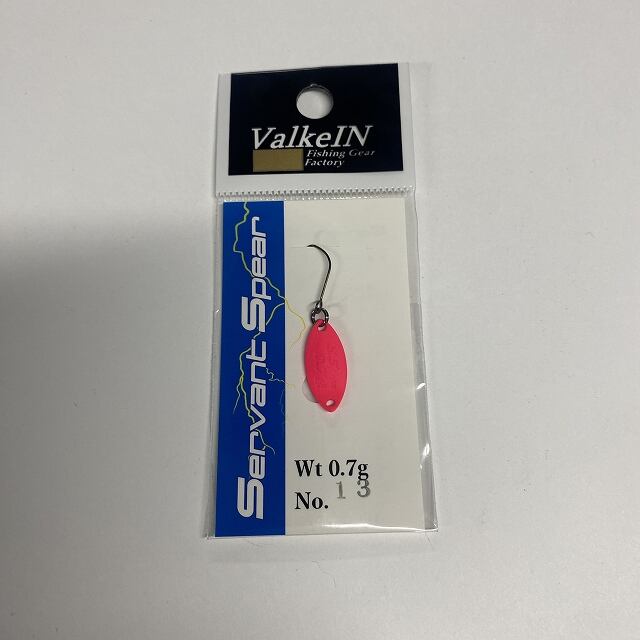 ValkeIN
Fishing Gear
Factory
Servant Spear
Wt 0.7g
No. 13